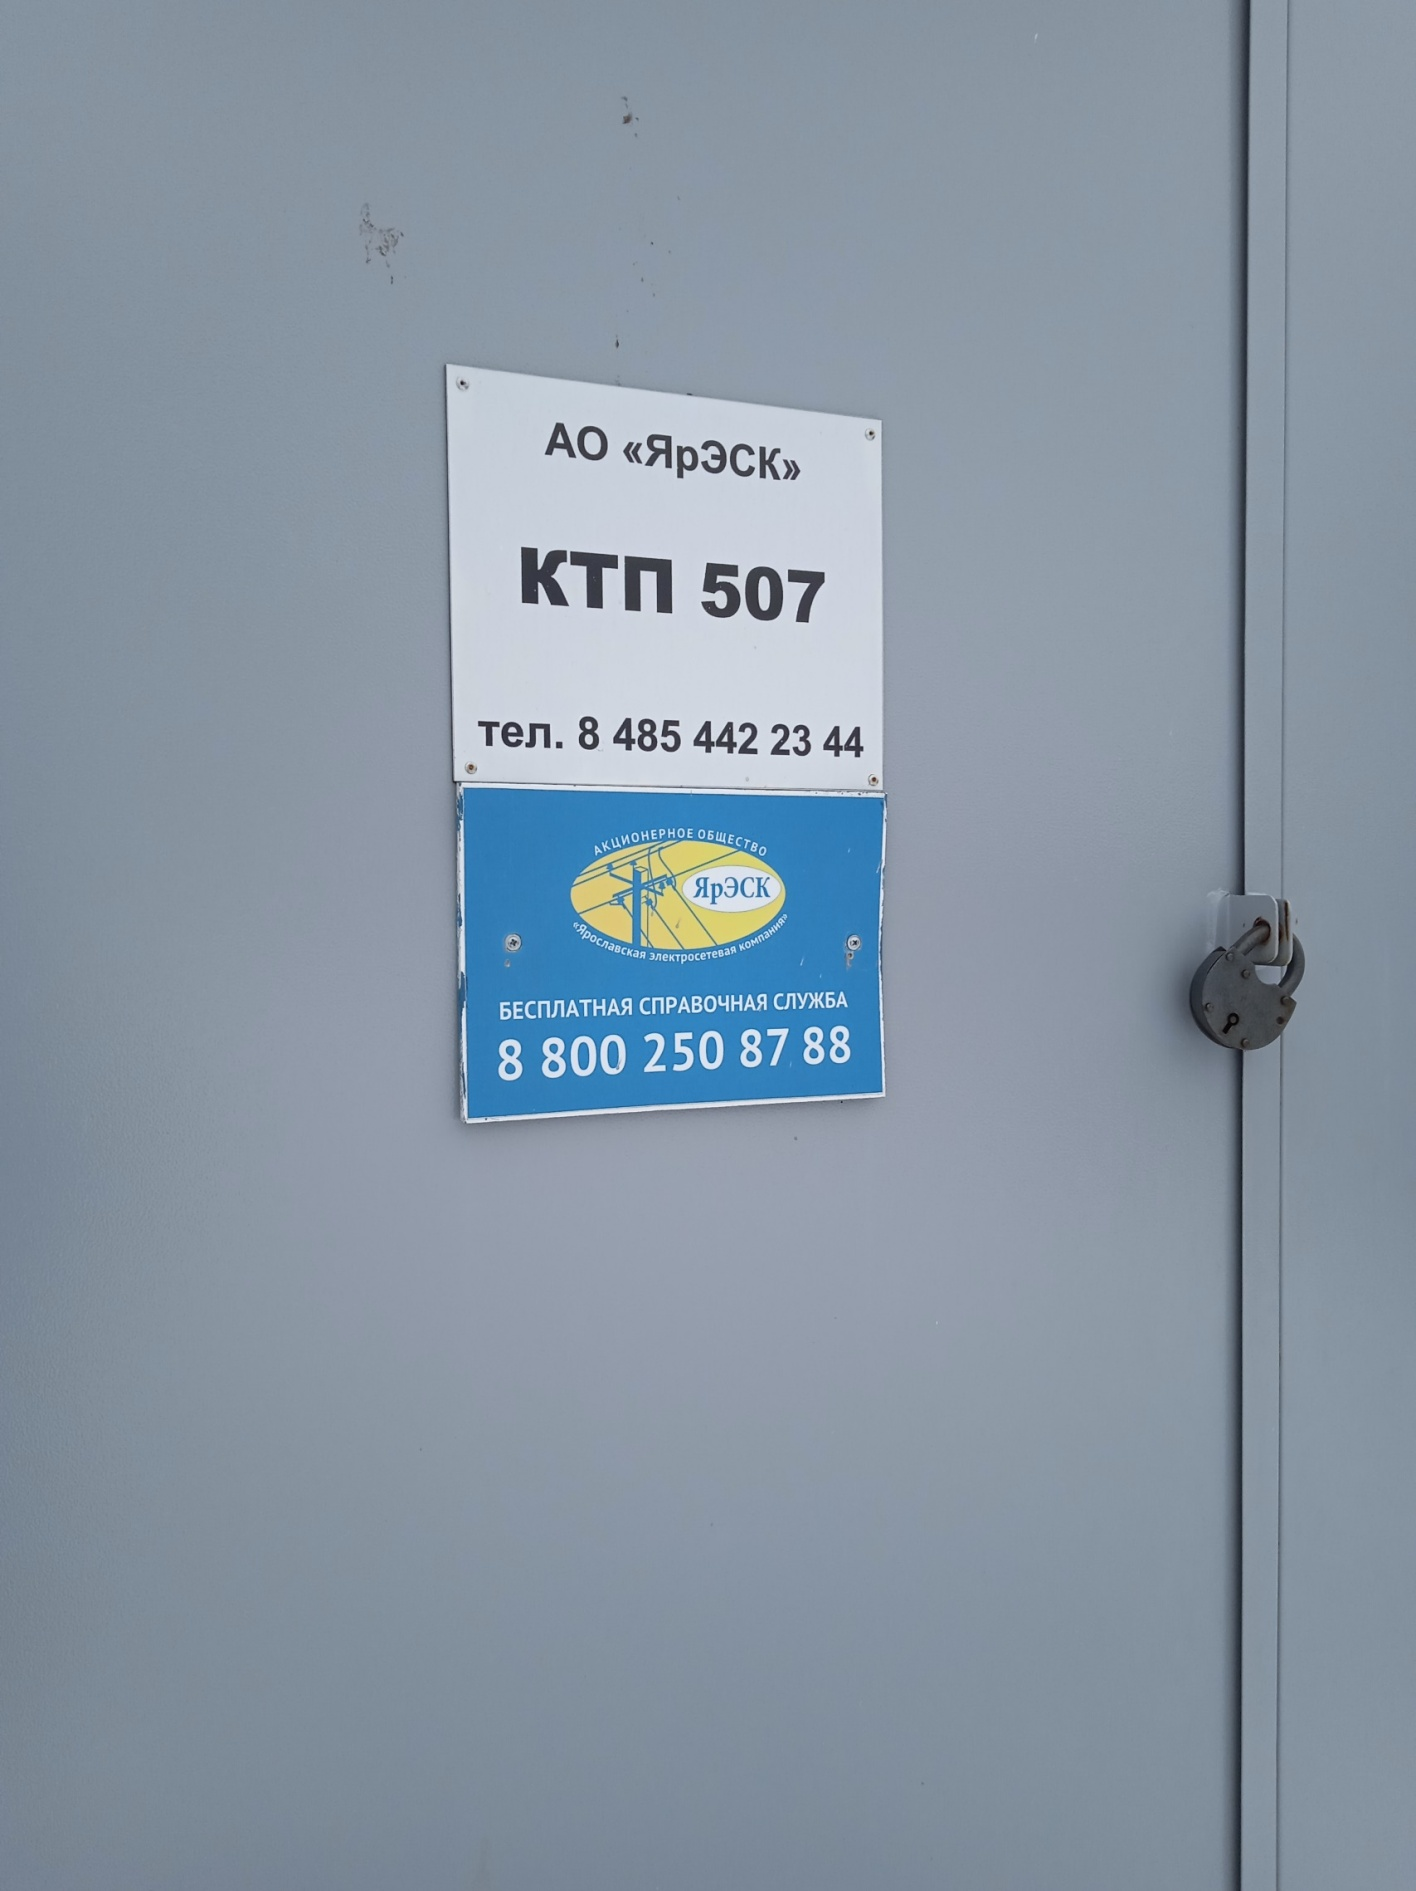 АО «ЯрЭСК»
КТП 507
тел. 8 485 442 23 44
АКЦИОНЕРНОЕ ОБЩЕСТВО
ЯрЭСК
«Ярославская электросетевая компания»
БЕСПЛАТНАЯ СПРАВОЧНАЯ СЛУЖБА
8 800 250 87 88